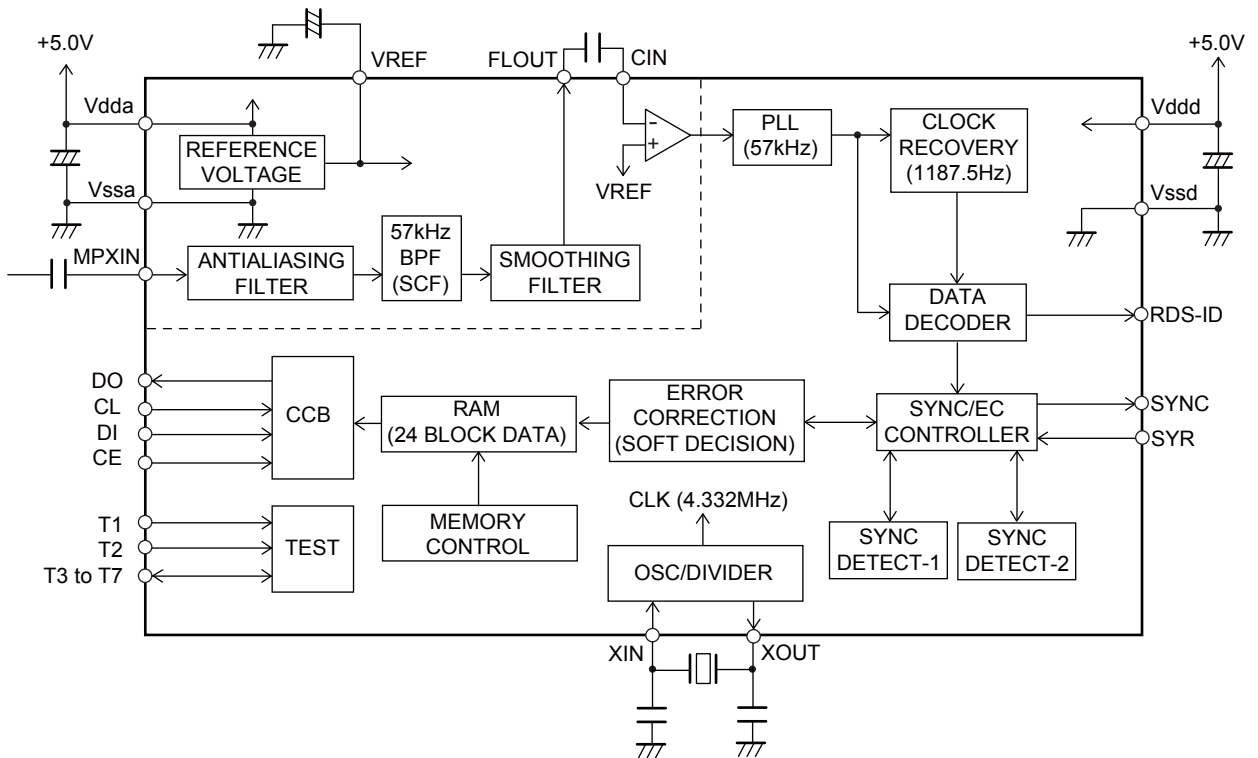 +5.0V
VREF
FLOUT
CIN
+5.0V
Vdda
REFERENCE
VOLTAGE
Vssa
-
+
VREF
PLL
(57kHz)
CLOCK
RECOVERY
(1187.5Hz)
Vddd
Vssd
MPXIN
ANTIALIASING
FILTER
57kHz
BPF
(SCF)
SMOOTHING
FILTER
DATA
DECODER
RDS-ID
DO
CL
DI
CE
CCB
RAM
(24 BLOCK DATA)
ERROR
CORRECTION
(SOFT DECISION)
SYNC/EC
CONTROLLER
SYNC
SYR
T1
T2
T3 to T7
TEST
MEMORY
CONTROL
CLK (4.332MHz)
OSC/DIVIDER
SYNC
DETECT-1
SYNC
DETECT-2
XIN
XOUT